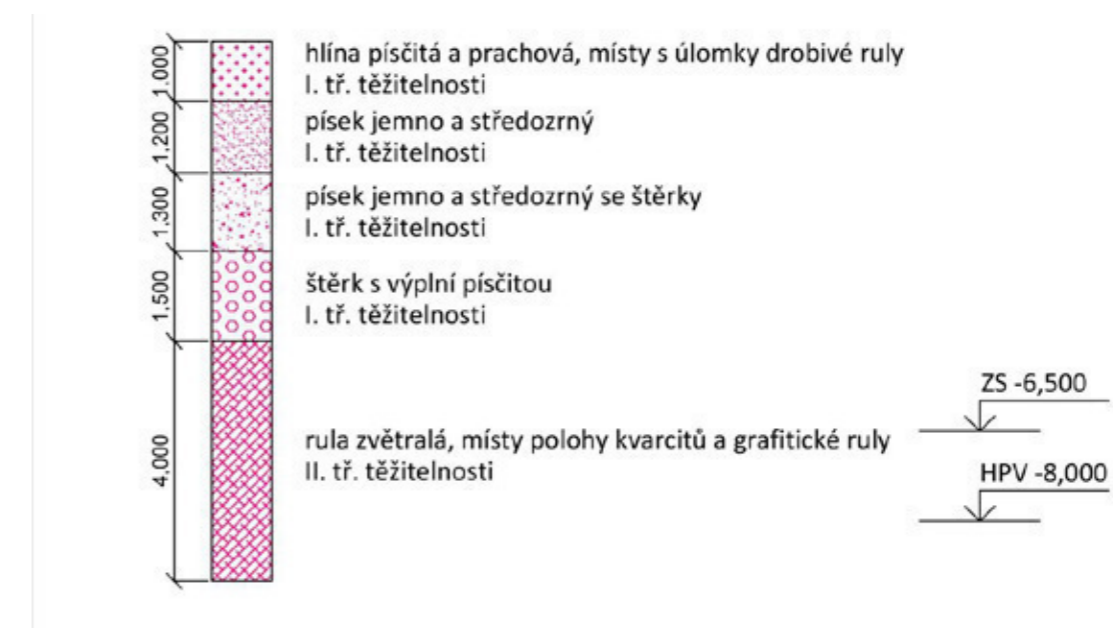 1.000
hlína písčitá a prachová, místy s úlomky drobivé ruly
I. tř. těžitelnosti
1.200
písek jemno a středozrný
I. tř. těžitelnosti
1.300
písek jemno a středozrný se štěrky
I. tř. těžitelnosti
1.500
štěrk s výplní písčitou
I. tř. těžitelnosti
ZS -6,500
4.000
rula zvětralá, místy polohy kvarcitů a grafitické ruly
II. tř. těžitelnosti
HPV -8,000